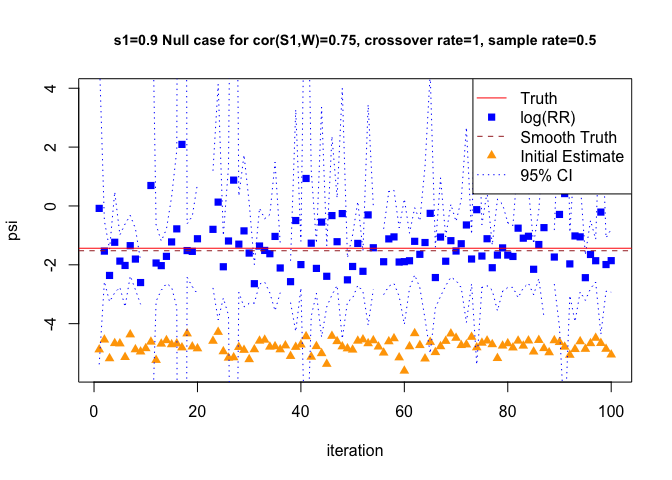 s1=0.9 Null case for cor(S1,W)=0.75, crossover rate=1, sample rate=0.5
Truth
log(RR)
Smooth Truth
Initial Estimate
95% CI
psi
4
2
0
−2
−4
0 20 40 60 80 100
iteration